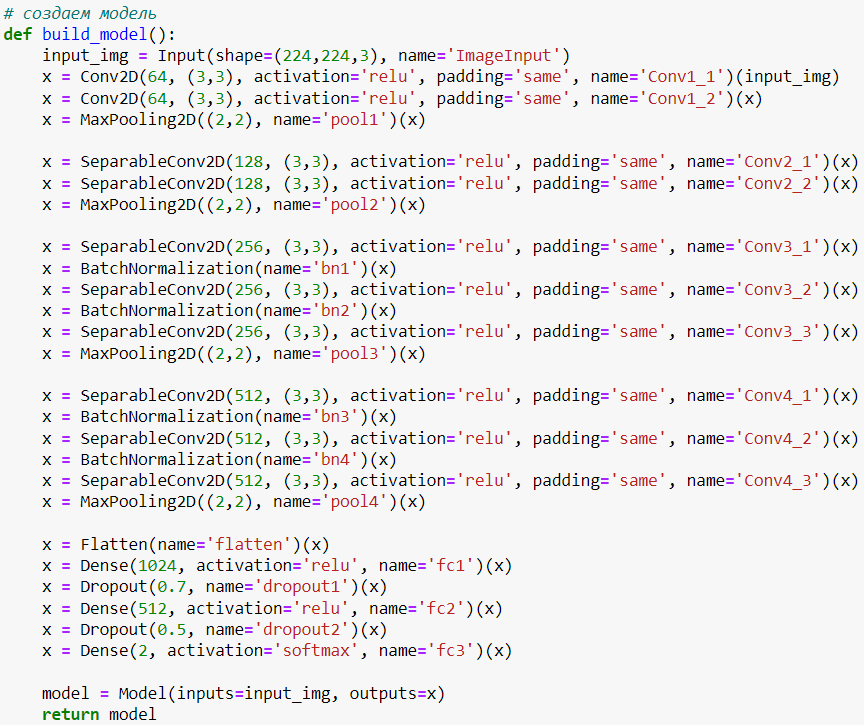 # создаем модель
def build_model():
    input_img = Input(shape=(224,224,3), name='ImageInput')
    x = Conv2D(64, (3,3), activation='relu', padding='same', name='Conv1_1')(input_img)
    x = Conv2D(64, (3,3), activation='relu', padding='same', name='Conv1_2')(x)
    x = MaxPooling2D((2,2), name='pool1')(x)

    x = SeparableConv2D(128, (3,3), activation='relu', padding='same', name='Conv2_1')(x)
    x = SeparableConv2D(128, (3,3), activation='relu', padding='same', name='Conv2_2')(x)
    x = MaxPooling2D((2,2), name='pool2')(x)

    x = SeparableConv2D(256, (3,3), activation='relu', padding='same', name='Conv3_1')(x)
    x = BatchNormalization(name='bn1')(x)
    x = SeparableConv2D(256, (3,3), activation='relu', padding='same', name='Conv3_2')(x)
    x = BatchNormalization(name='bn2')(x)
    x = SeparableConv2D(256, (3,3), activation='relu', padding='same', name='Conv3_3')(x)
    x = MaxPooling2D((2,2), name='pool3')(x)

    x = SeparableConv2D(512, (3,3), activation='relu', padding='same', name='Conv4_1')(x)
    x = BatchNormalization(name='bn3')(x)
    x = SeparableConv2D(512, (3,3), activation='relu', padding='same', name='Conv4_2')(x)
    x = BatchNormalization(name='bn4')(x)
    x = SeparableConv2D(512, (3,3), activation='relu', padding='same', name='Conv4_3')(x)
    x = MaxPooling2D((2,2), name='pool4')(x)

    x = Flatten(name='flatten')(x)
    x = Dense(1024, activation='relu', name='fc1')(x)
    x = Dropout(0.7, name='dropout1')(x)
    x = Dense(512, activation='relu', name='fc2')(x)
    x = Dropout(0.5, name='dropout2')(x)
    x = Dense(2, activation='softmax', name='fc3')(x)

    model = Model(inputs=input_img, outputs=x)
    return model